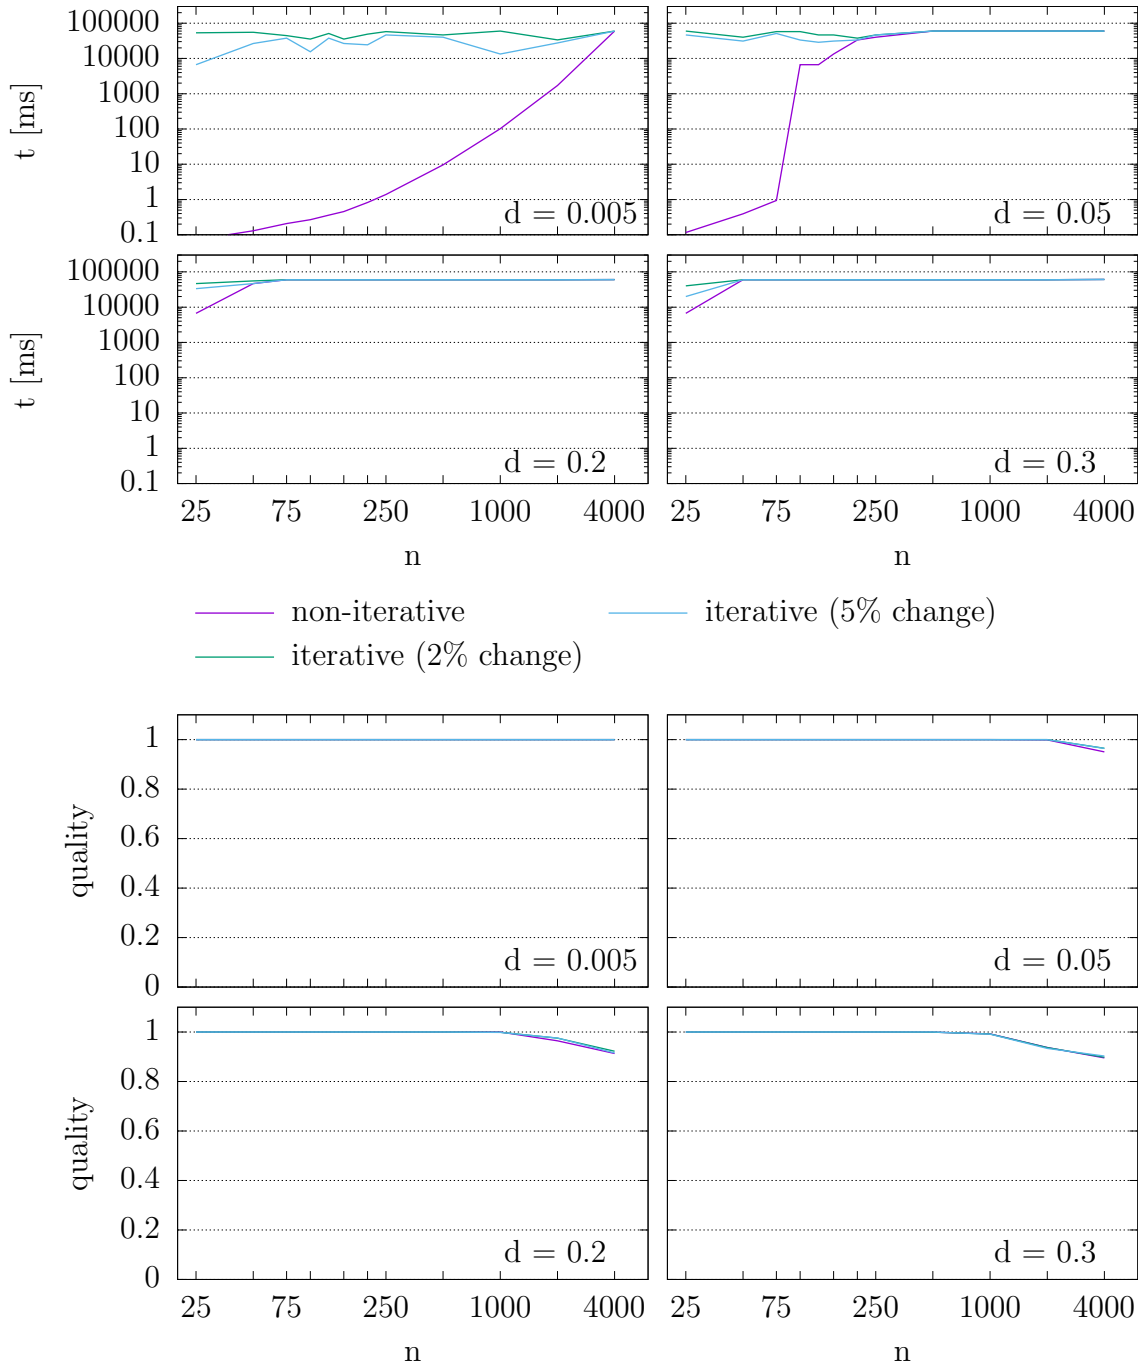 t [ms]
100000
10000
1000
100
10
1
0.1
d = 0.005
d = 0.05
t [ms]
100000
10000
1000
100
10
1
0.1
d = 0.2
d = 0.3
25 75 250 1000 4000
25 75 250 1000 4000
n
n
non-iterative
iterative (5% change)
iterative (2% change)
quality
1
0.8
0.6
0.4
0.2
0
d = 0.005
d = 0.05
quality
1
0.8
0.6
0.4
0.2
0
d = 0.2
d = 0.3
25 75 250 1000 4000
25 75 250 1000 4000
n
n